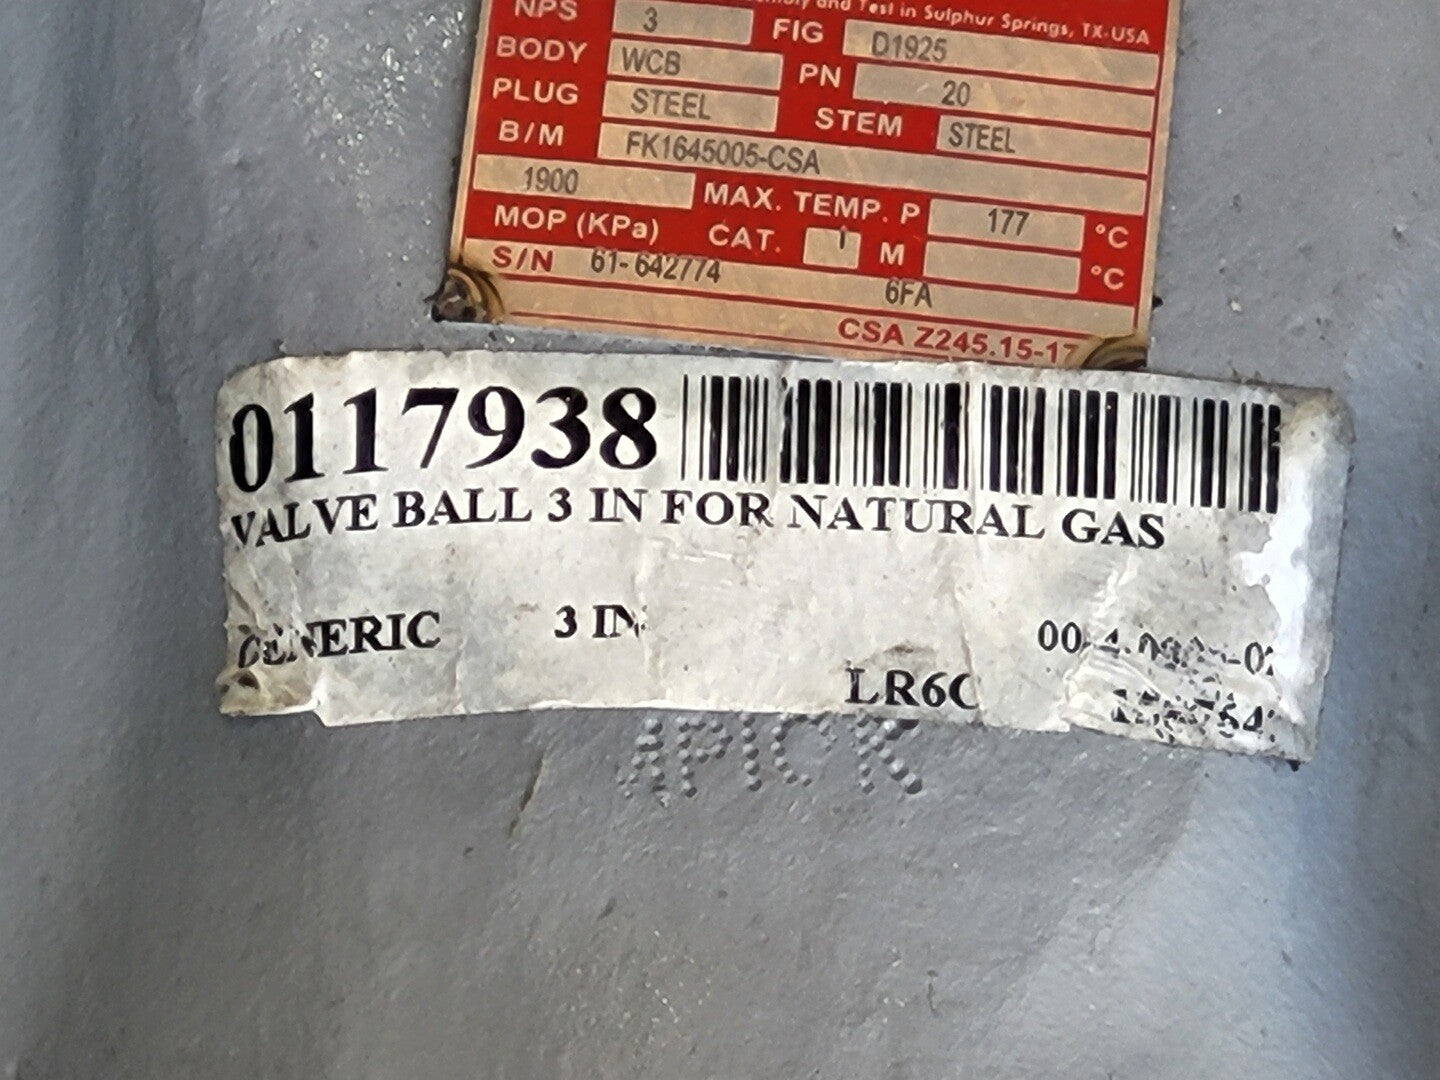 and Test in Sulphur Springs, TX-USA
NPS 3 FIG D1925
BODY WCB PN 20
PLUG STEEL STEM STEEL
B/M FK1645005-CSA
1900 MAX. TEMP. P 177 °C
MOP (KPa) CAT. 1 M °C
S/N 61-642774 6FA
CSA Z245.15-17
0117938
VALVE BALL 3 IN FOR NATURAL GAS
GENERIC 3 IN
LR6C